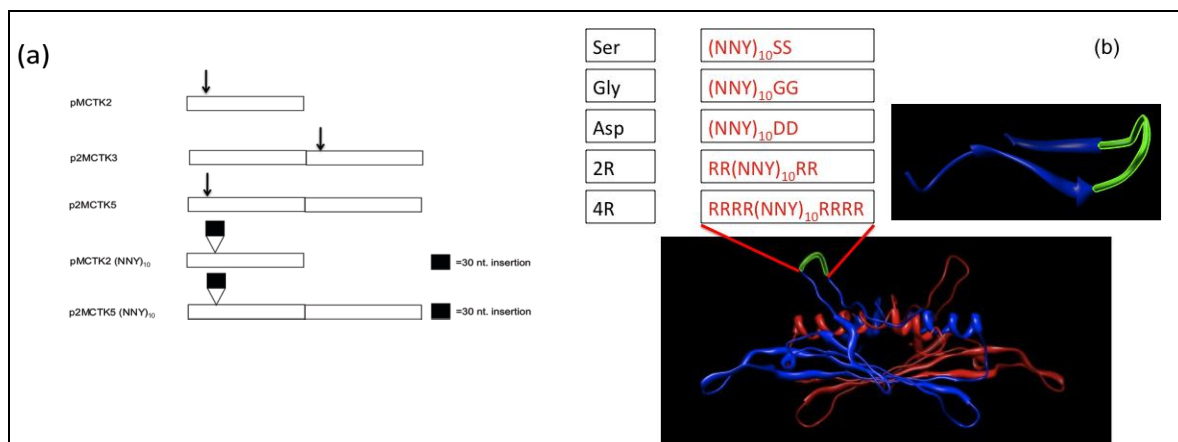 (a)
pMCTK2
p2MCTK3
p2MCTK5
pMCTK2 (NNY)₁₀
=30 nt. insertion
p2MCTK5 (NNY)₁₀
=30 nt. insertion
(b)
Ser (NNY)₁₀SS
Gly (NNY)₁₀GG
Asp (NNY)₁₀DD
2R RR(NNY)₁₀RR
4R RRRR(NNY)₁₀RRRR